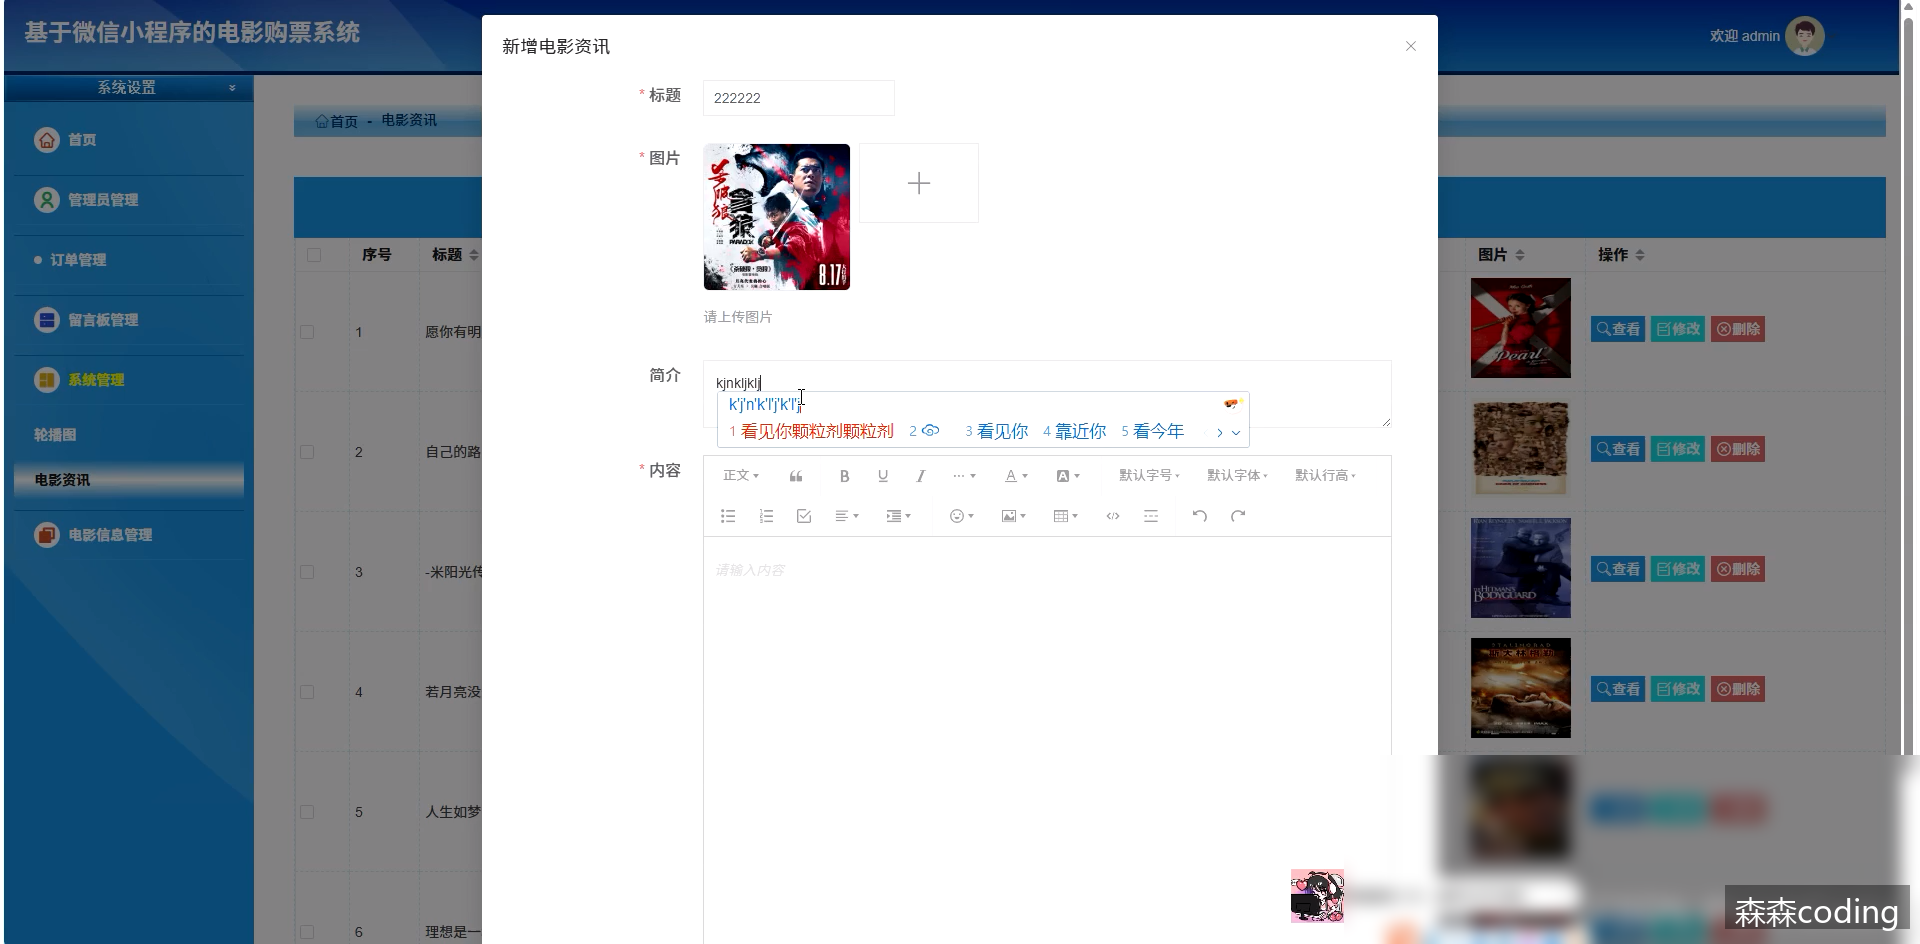 基于微信小程序的电影购票系统
欢迎 admin
系统设置
首页
管理员管理
订单管理
留言板管理
系统管理
轮播图
电影资讯
电影信息管理
首页 - 电影资讯
序号 标题
图片 操作
1 愿你有明
2 自己的路
3 -米阳光传
4 若月亮没
5 人生如梦
6 理想是一
查看 修改 删除
查看 修改 删除
查看 修改 删除
查看 修改 删除
新增电影资讯
* 标题
222222
* 图片
杀破狼
PARADOX
8.17
请上传图片
简介
kjnkljklj
k'j'n'k'l'j'k'l'j
1 看见你颗粒剂颗粒剂 2 3 看见你 4 靠近你 5 看今年
* 内容
正文 B U I ... A A 默认字号 默认字体 默认行高
请输入内容
Pearl
BODYGUARD
森森coding